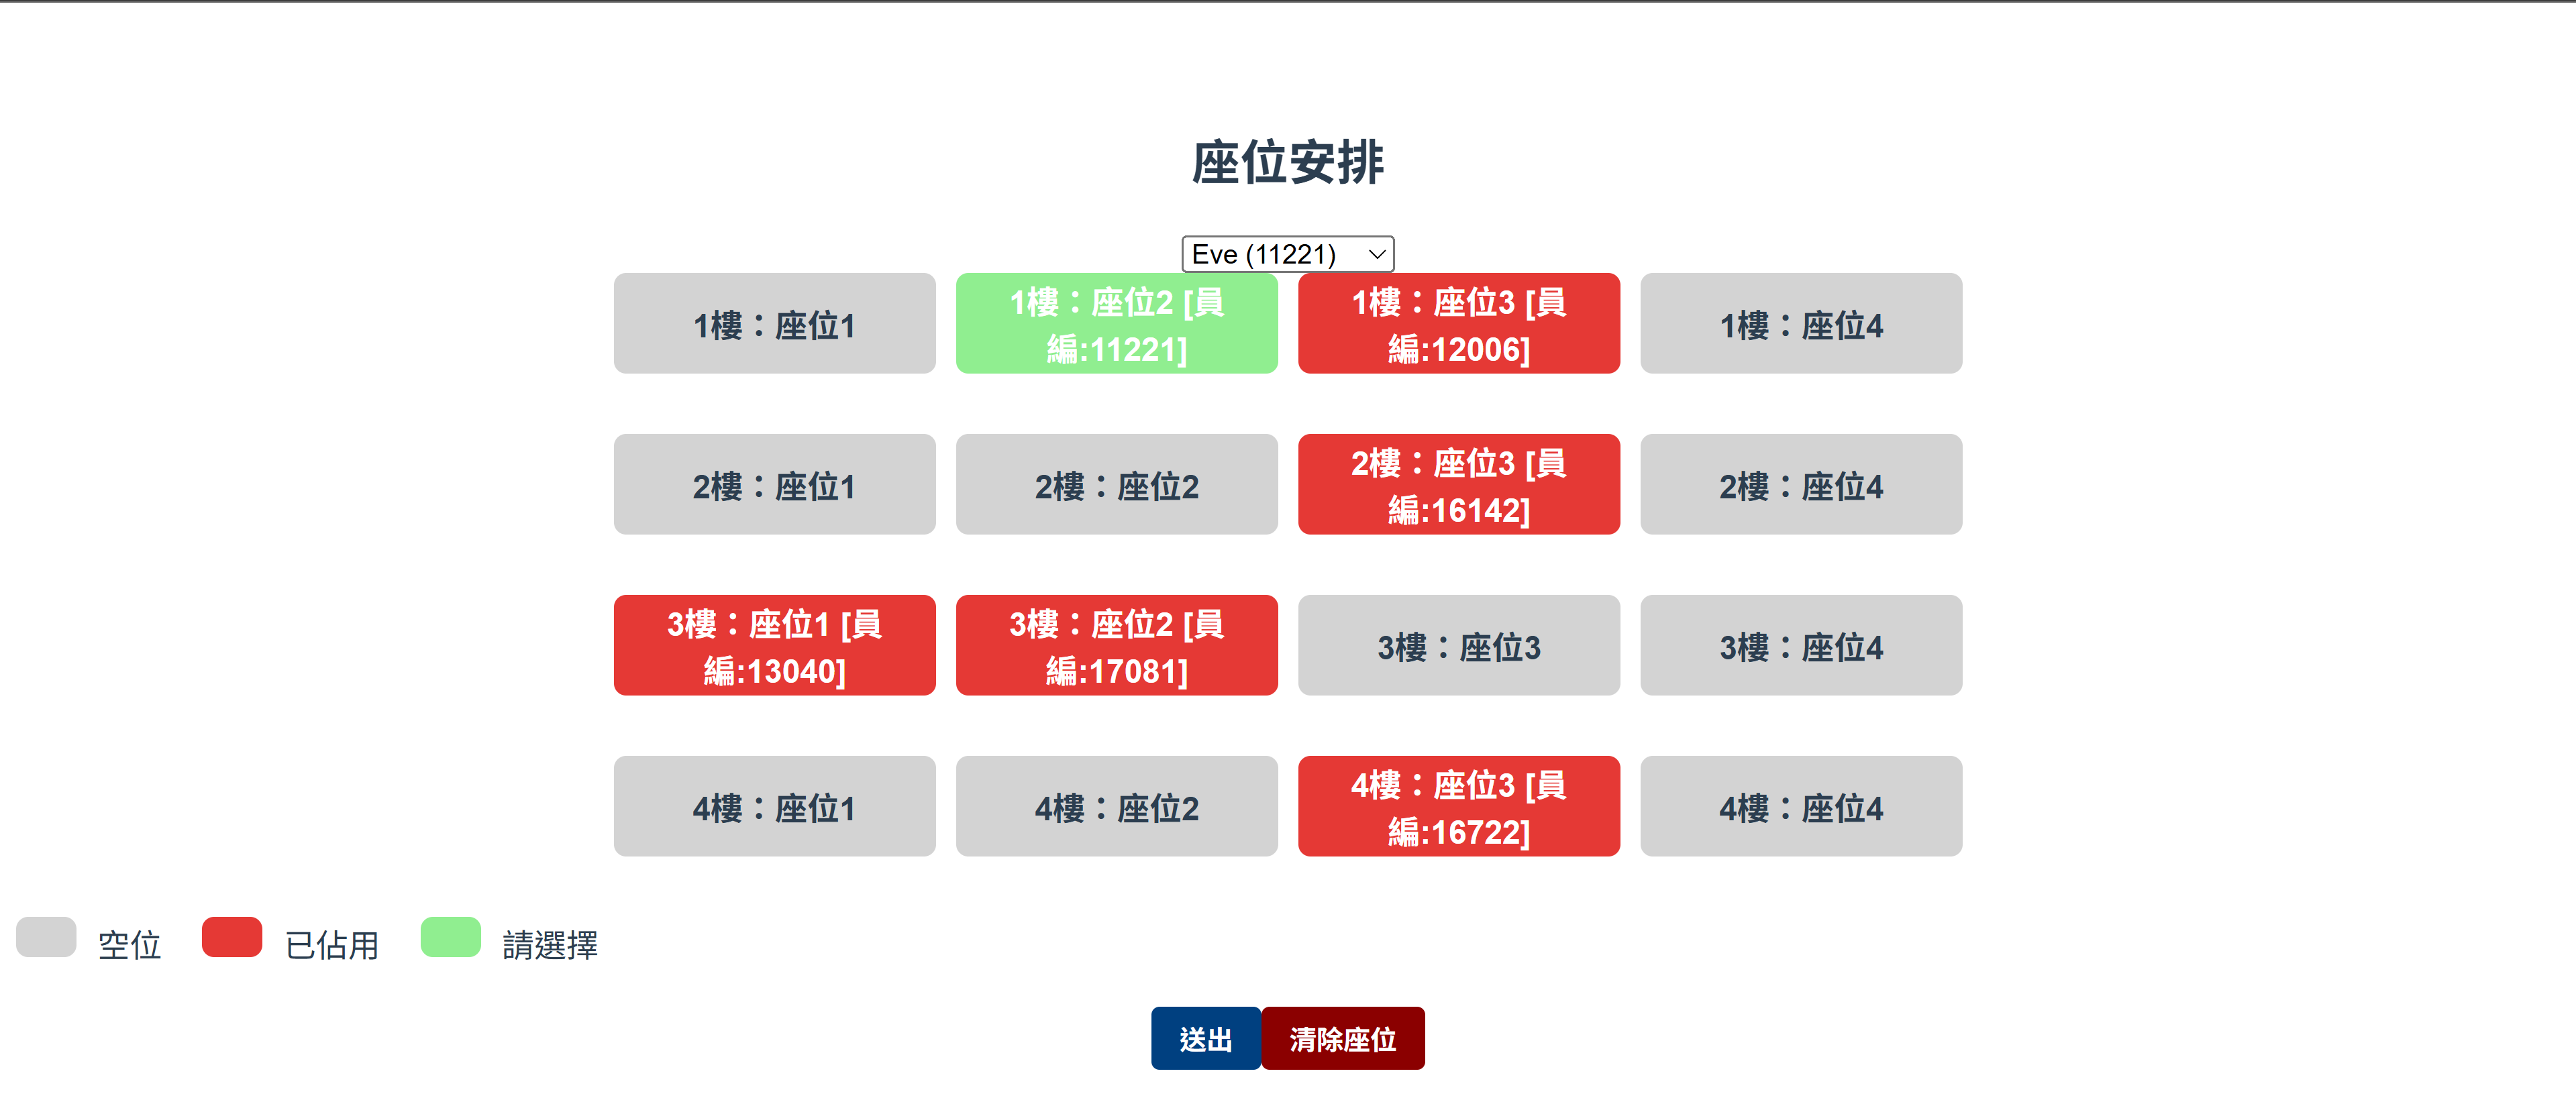 座位安排
Eve (11221)
1樓：座位1
1樓：座位2 [員
編:11221]
1樓：座位3 [員
編:12006]
1樓：座位4
2樓：座位1
2樓：座位2
2樓：座位3 [員
編:16142]
2樓：座位4
3樓：座位1 [員
編:13040]
3樓：座位2 [員
編:17081]
3樓：座位3
3樓：座位4
4樓：座位1
4樓：座位2
4樓：座位3 [員
編:16722]
4樓：座位4
空位
已佔用
請選擇
送出
清除座位